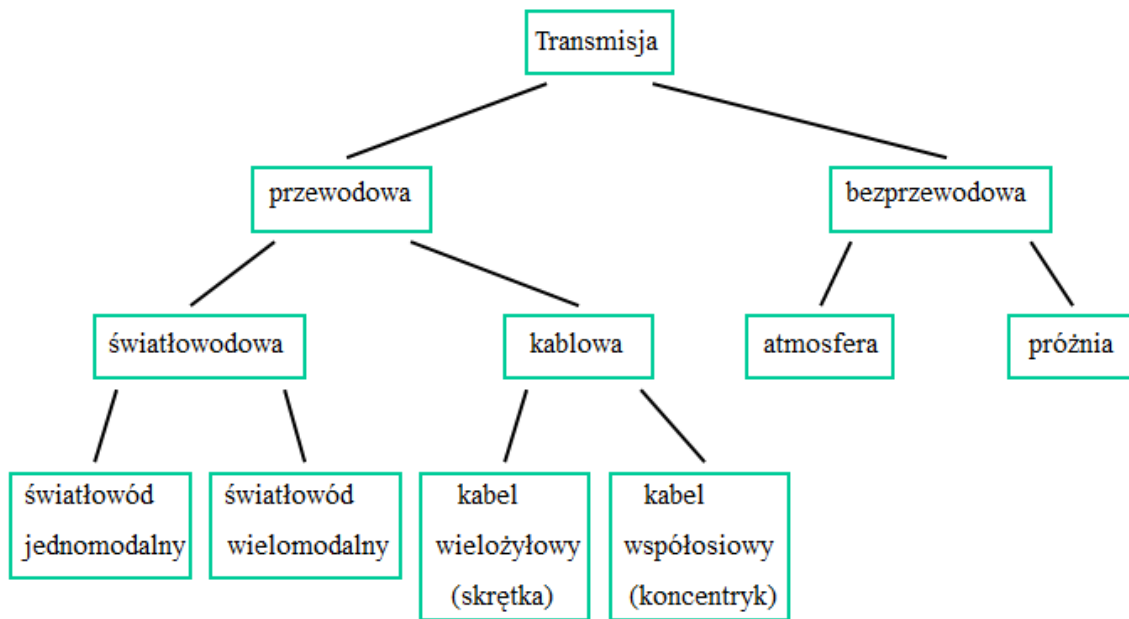 Transmisja
przewodowa
bezprzewodowa
światłowodowa
kablowa
atmosfera
próżnia
światłowód
jednomodalny
światłowód
wielomodalny
kabel
wielożyłowy
(skrętka)
kabel
współosiowy
(koncentryk)